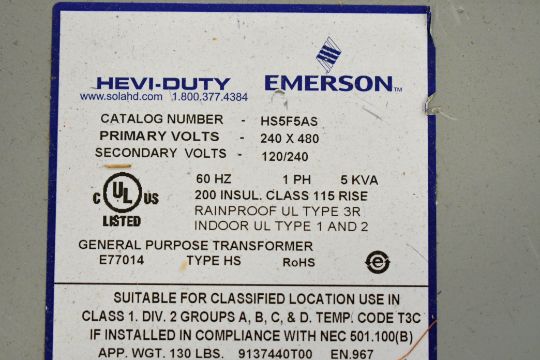 HEVI-DUTY EMERSON™
www.solahd.com 1.800.377.4384
CATALOG NUMBER - HS5F5AS
PRIMARY VOLTS - 240 X 480
SECONDARY VOLTS - 120/240
60 HZ 1 PH 5 KVA
200 INSUL. CLASS 115 RISE
RAINPROOF UL TYPE 3R
INDOOR UL TYPE 1 AND 2
C UL US
LISTED
GENERAL PURPOSE TRANSFORMER
E77014 TYPE HS RoHS e
SUITABLE FOR CLASSIFIED LOCATION USE IN
CLASS 1. DIV. 2 GROUPS A, B, C, & D. TEMP. CODE T3C
IF INSTALLED IN COMPLIANCE WITH NEC 501.100(B)
APP. WGT. 130 LBS. 9137440T00 EN.967